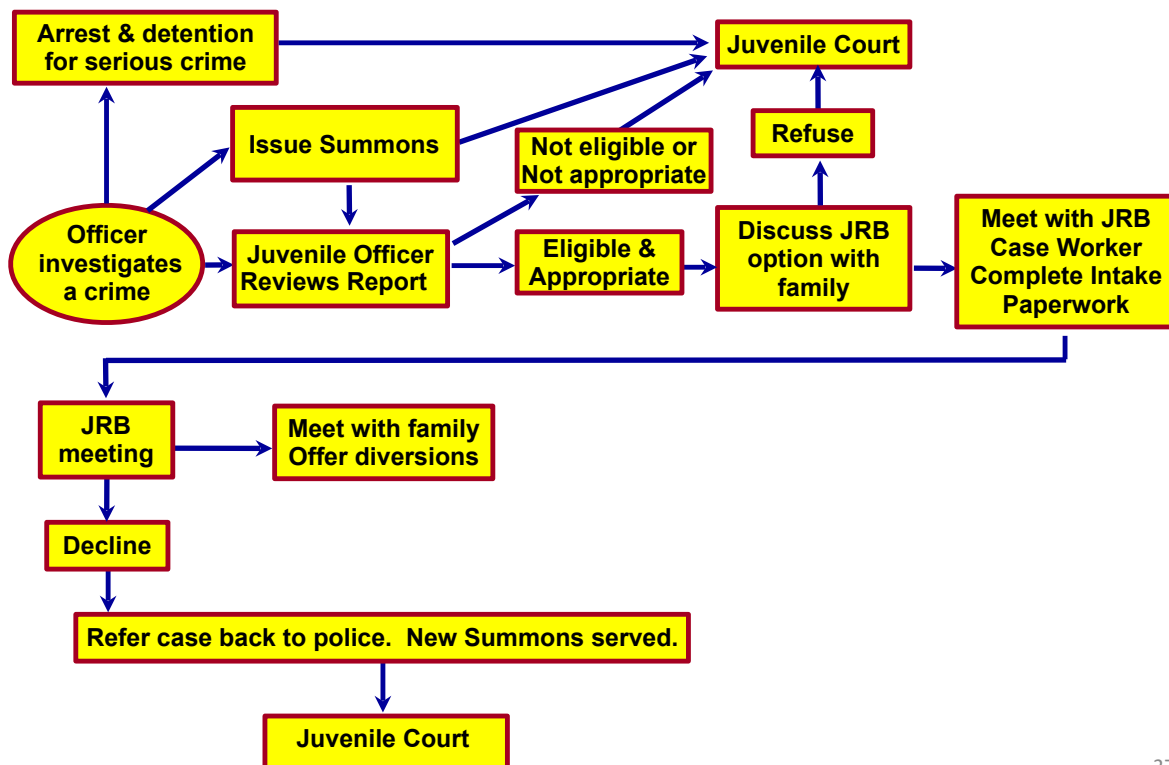 Arrest & detention
for serious crime
Juvenile Court
Issue Summons
Not eligible or
Not appropriate
Refuse
Officer
investigates
a crime
Juvenile Officer
Reviews Report
Eligible &
Appropriate
Discuss JRB
option with
family
Meet with JRB
Case Worker
Complete Intake
Paperwork
JRB
meeting
Meet with family
Offer diversions
Decline
Refer case back to police.  New Summons served.
Juvenile Court